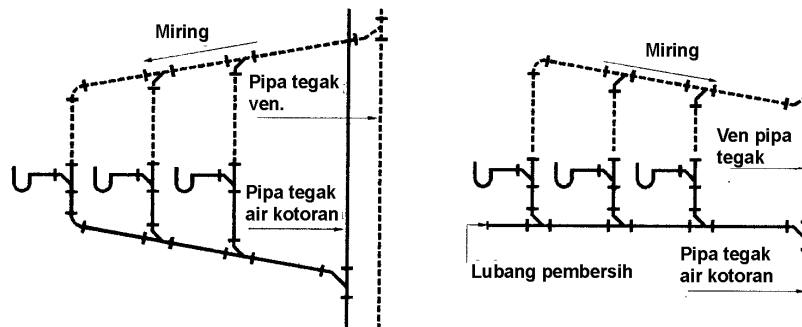 Miring
Pipa tegak
ven.
Pipa tegak
air kotoran
Miring
Ven pipa
tegak
Lubang pembersih
Pipa tegak
air kotoran